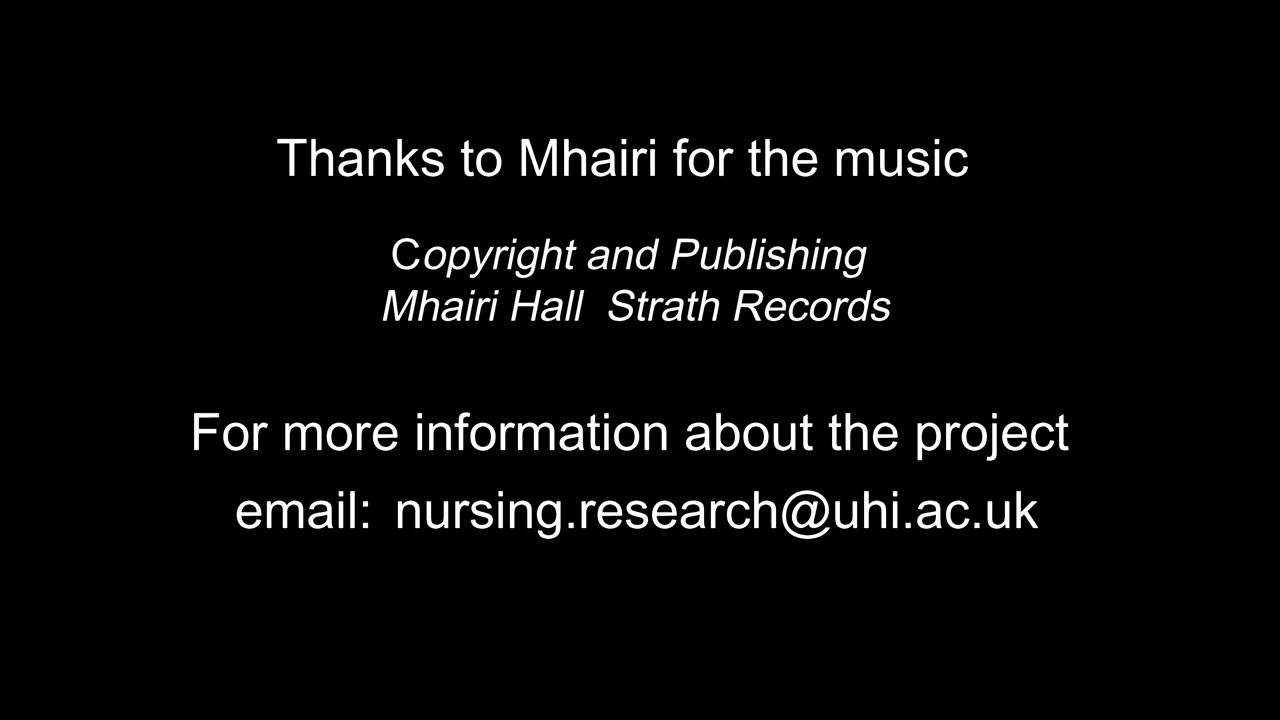 Thanks to Mhairi for the music
Copyright and Publishing
Mhairi Hall  Strath Records
For more information about the project
email:  nursing.research@uhi.ac.uk